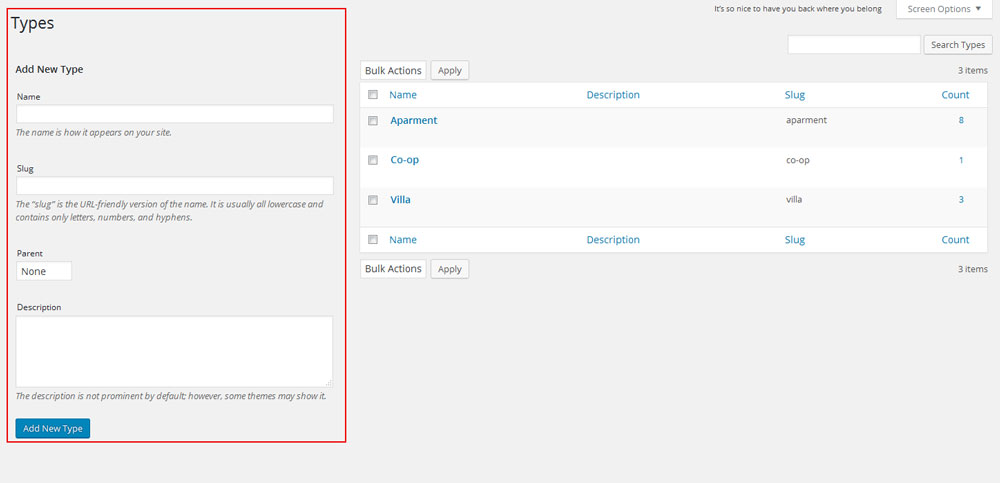 It's so nice to have you back where you belong
Screen Options ▼
Types
Search Types
Add New Type
Name
The name is how it appears on your site.
Slug
The “slug” is the URL-friendly version of the name. It is usually all lowercase and
contains only letters, numbers, and hyphens.
Parent
None
Description
The description is not prominent by default; however, some themes may show it.
Add New Type
Bulk Actions Apply 3 items
Name Description Slug Count
Aparment aparment 8
Co-op co-op 1
Villa villa 3
Name Description Slug Count
Bulk Actions Apply 3 items